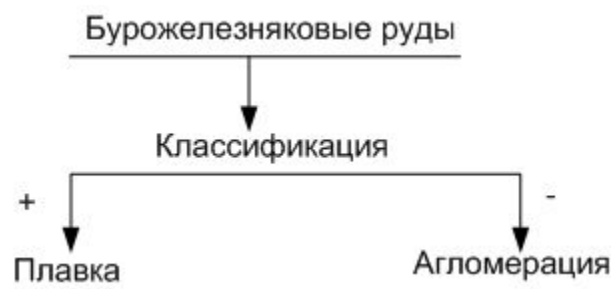 Бурожелезняковые руды
Классификация
+ -
Плавка Агломерация